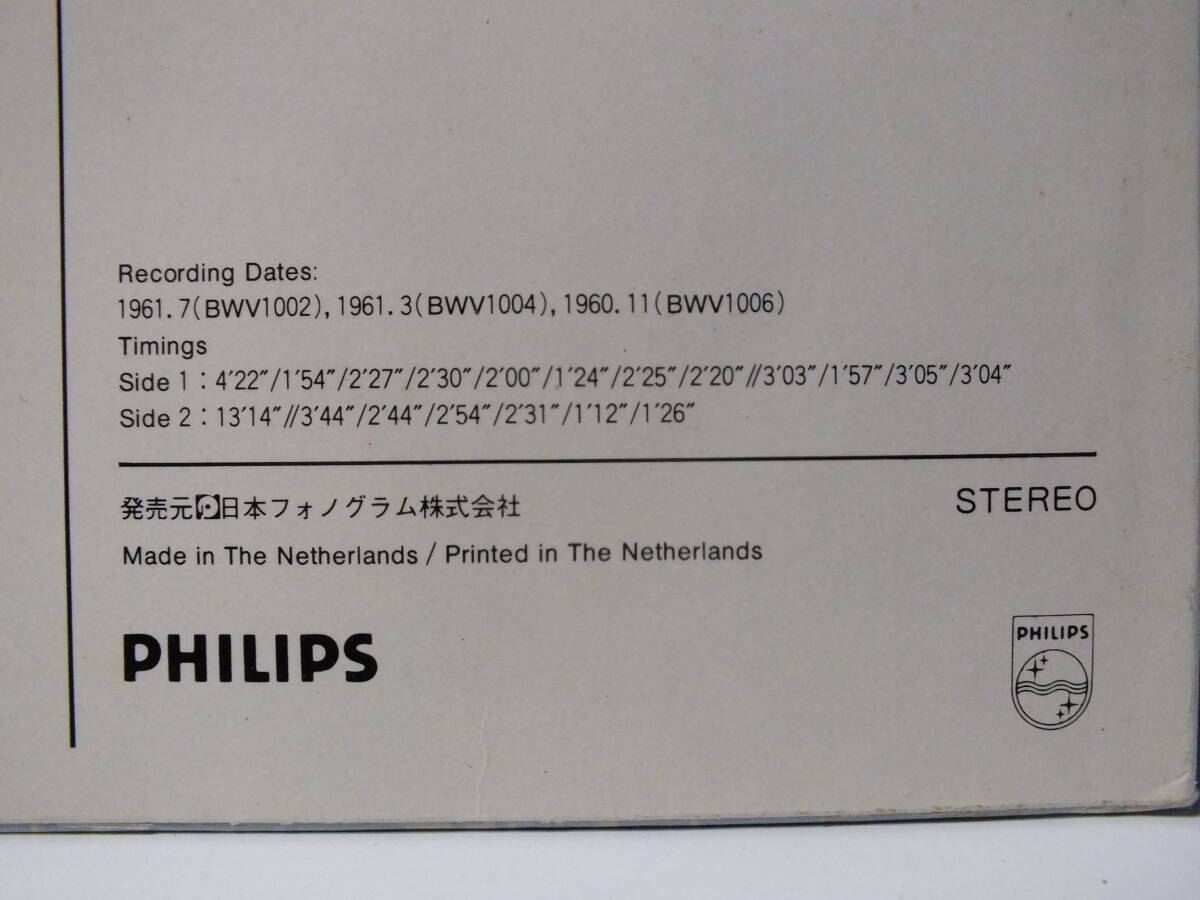 Recording Dates:
1961. 7(BWV1002), 1961. 3(BWV1004), 1960. 11(BWV1006)
Timings
Side 1 : 4′22″/1′54″/2′27″/2′30″/2′00″/1′24″/2′25″/2′20″//3′03″/1′57″/3′05″/3′04″
Side 2 : 13′14″//3′44″/2′44″/2′54″/2′31″/1′12″/1′26″
発売元 日本フォノグラム株式会社
STEREO
Made in The Netherlands / Printed in The Netherlands
PHILIPS
PHILIPS